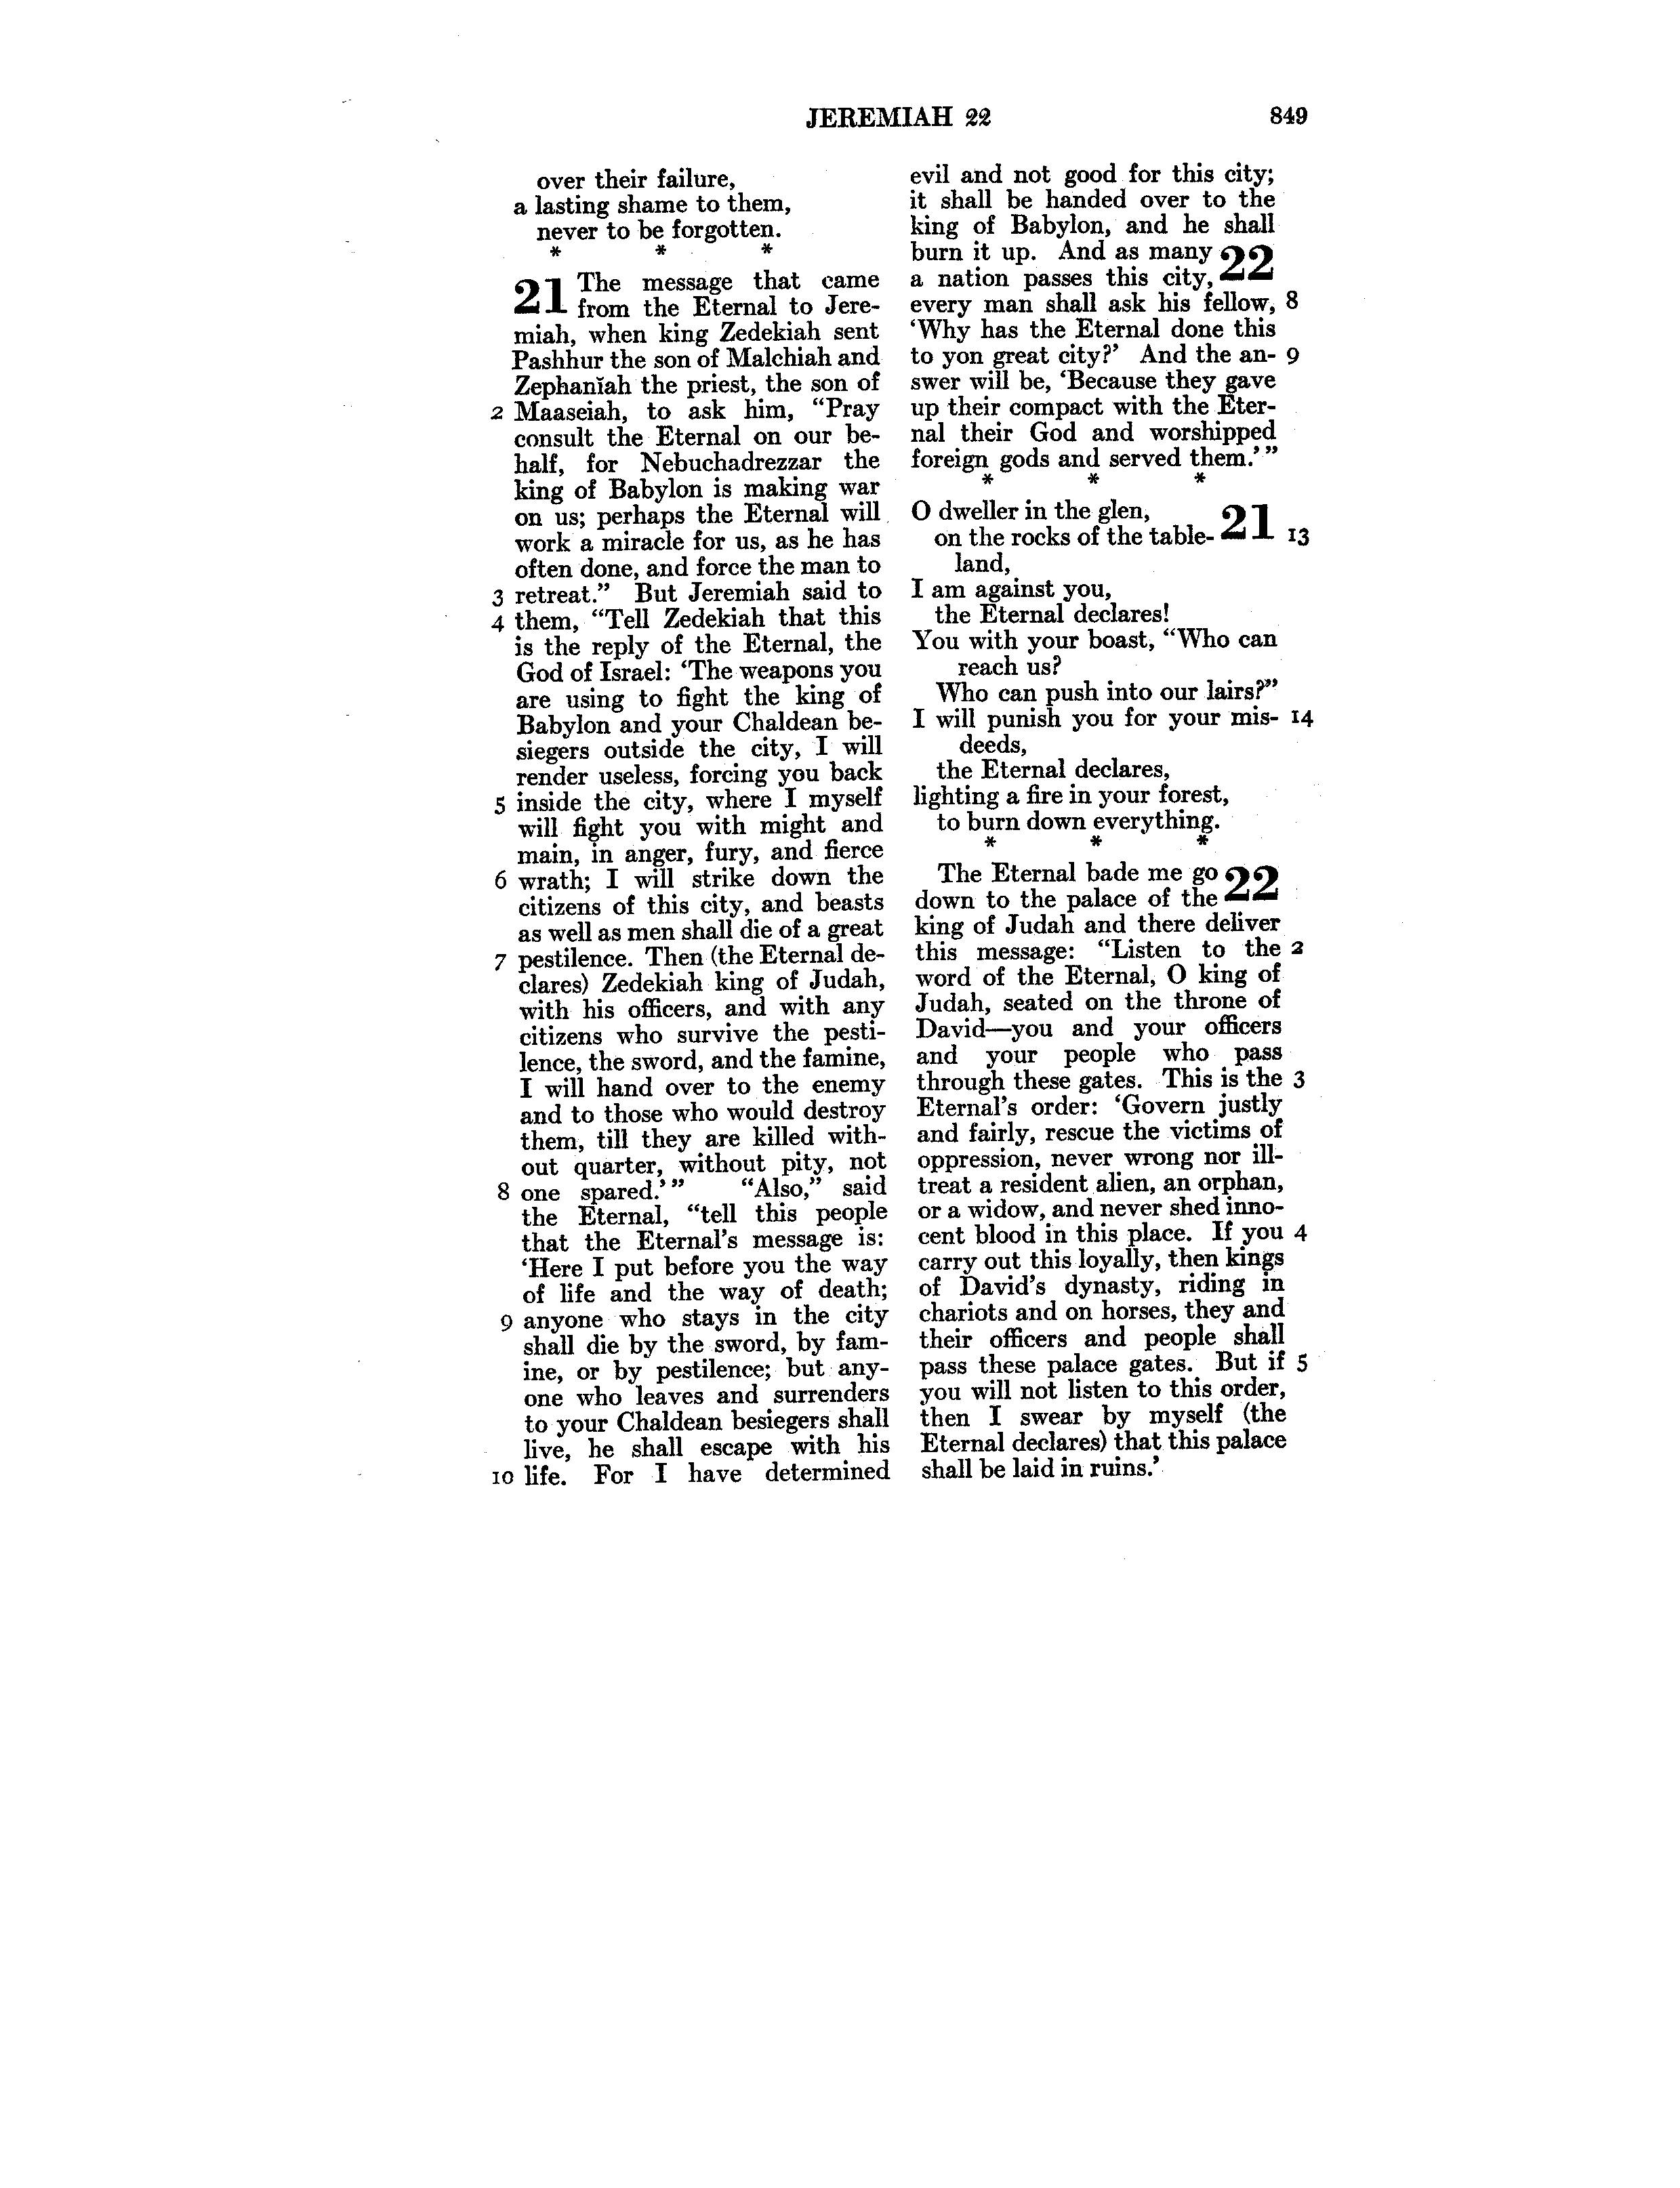 JEREMIAH 22 849
over their failure,
a lasting shame to them,
never to be forgotten.
* * *
21 The message that came
from the Eternal to Jere-
miah, when king Zedekiah sent
Pashhur the son of Malchiah and
Zephanĭah the priest, the son of
2 Maaseiah, to ask him, “Pray
consult the Eternal on our be-
half, for Nebuchadrezzar the
king of Babylon is making war
on us; perhaps the Eternal will
work a miracle for us, as he has
often done, and force the man to
3 retreat.” But Jeremiah said to
4 them, “Tell Zedekiah that this
is the reply of the Eternal, the
God of Israel: ‘The weapons you
are using to fight the king of
Babylon and your Chaldean be-
siegers outside the city, I will
render useless, forcing you back
5 inside the city, where I myself
will fight you with might and
main, in anger, fury, and fierce
6 wrath; I will strike down the
citizens of this city, and beasts
as well as men shall die of a great
7 pestilence. Then (the Eternal de-
clares) Zedekiah king of Judah,
with his officers, and with any
citizens who survive the pesti-
lence, the sword, and the famine,
I will hand over to the enemy
and to those who would destroy
them, till they are killed with-
out quarter, without pity, not
8 one spared.’” “Also,” said
the Eternal, “tell this people
that the Eternal’s message is:
‘Here I put before you the way
of life and the way of death;
9 anyone who stays in the city
shall die by the sword, by fam-
ine, or by pestilence; but any-
one who leaves and surrenders
to your Chaldean besiegers shall
live, he shall escape with his
10 life. For I have determined
evil and not good for this city;
it shall be handed over to the
king of Babylon, and he shall
burn it up. And as many 22
a nation passes this city,
every man shall ask his fellow, 8
‘Why has the Eternal done this
to yon great city?’ And the an- 9
swer will be, ‘Because they gave
up their compact with the Eter-
nal their God and worshipped
foreign gods and served them.’”
* * *
O dweller in the glen, 21
on the rocks of the table- 13
land,
I am against you,
the Eternal declares!
You with your boast, “Who can
reach us?
Who can push into our lairs?”
I will punish you for your mis- 14
deeds,
the Eternal declares,
lighting a fire in your forest,
to burn down everything.
* * *
The Eternal bade me go 22
down to the palace of the
king of Judah and there deliver
this message: “Listen to the 2
word of the Eternal, O king of
Judah, seated on the throne of
David—you and your officers
and your people who pass
through these gates. This is the 3
Eternal’s order: ‘Govern justly
and fairly, rescue the victims of
oppression, never wrong nor ill-
treat a resident alien, an orphan,
or a widow, and never shed inno-
cent blood in this place. If you 4
carry out this loyally, then kings
of David’s dynasty, riding in
chariots and on horses, they and
their officers and people shall
pass these palace gates. But if 5
you will not listen to this order,
then I swear by myself (the
Eternal declares) that this palace
shall be laid in ruins.’